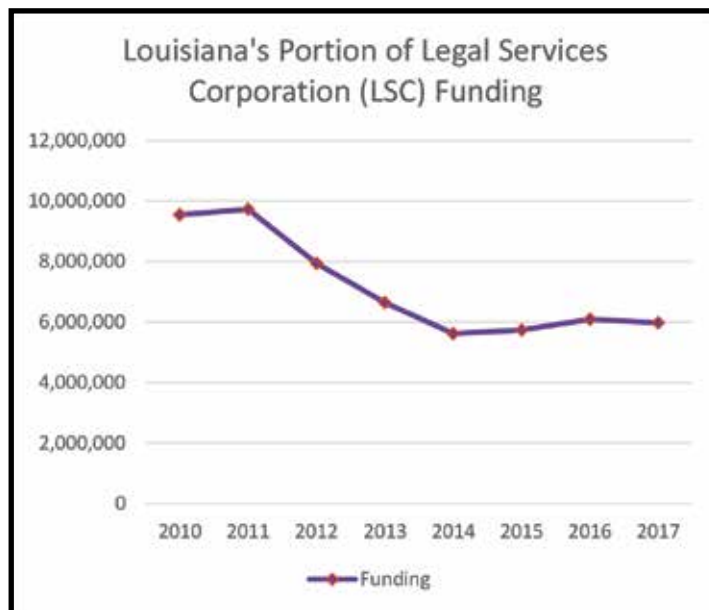 Louisiana's Portion of Legal Services
Corporation (LSC) Funding
12,000,000
10,000,000
8,000,000
6,000,000
4,000,000
2,000,000
0
2010 2011 2012 2013 2014 2015 2016 2017
Funding